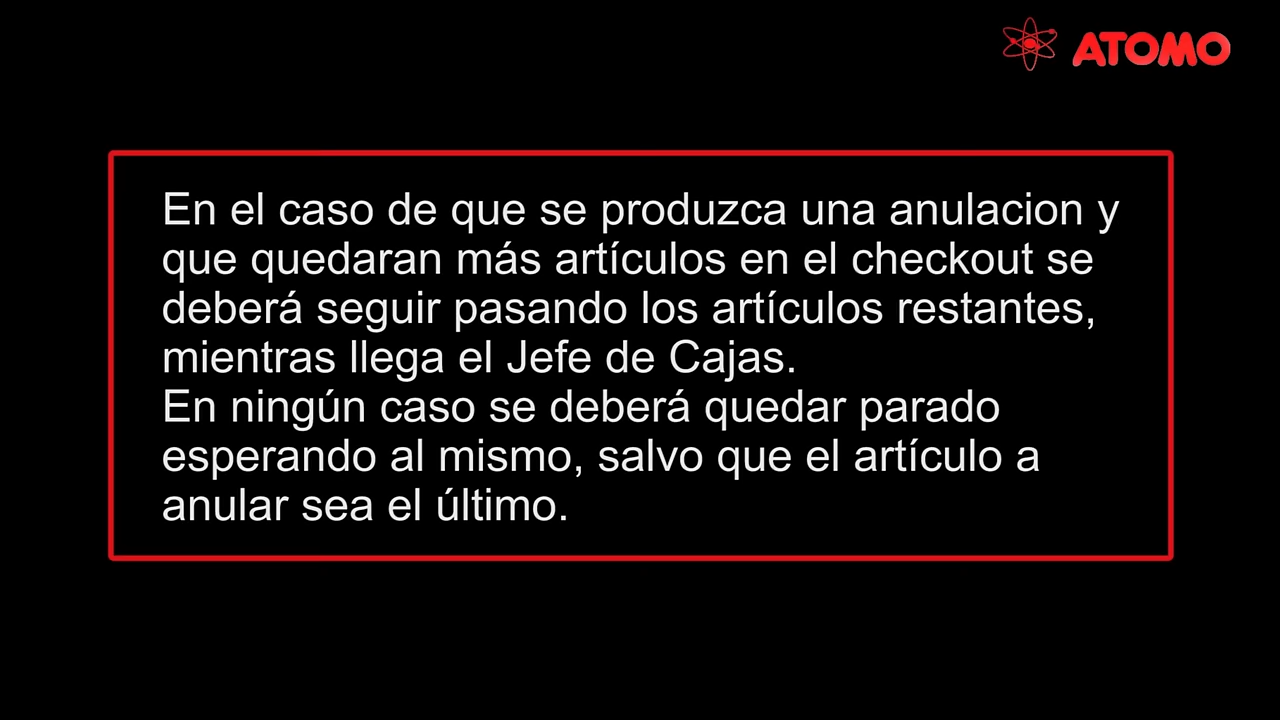 ATOMO
En el caso de que se produzca una anulacion y
que quedaran más artículos en el checkout se
deberá seguir pasando los artículos restantes,
mientras llega el Jefe de Cajas.
En ningún caso se deberá quedar parado
esperando al mismo, salvo que el artículo a
anular sea el último.